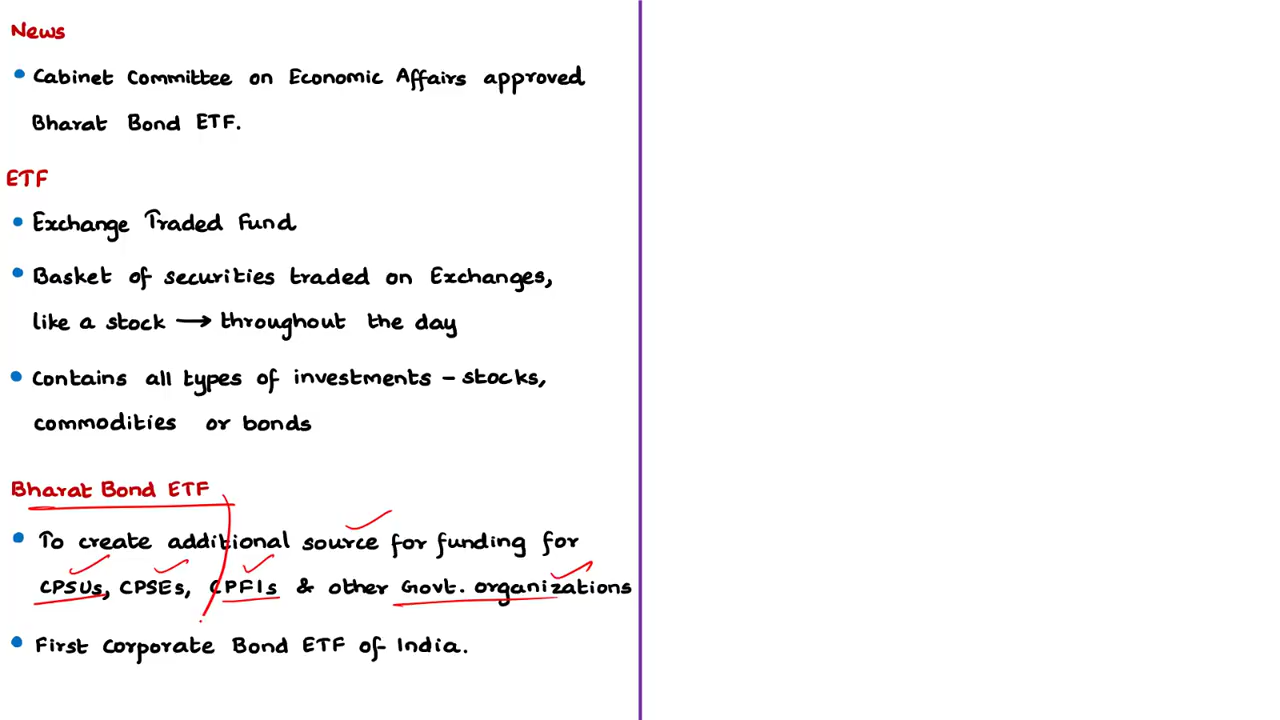 News
• Cabinet Committee on Economic Affairs approved
Bharat Bond ETF.
ETF
• Exchange Traded Fund
• Basket of securities traded on Exchanges,
like a stock → throughout the day
• Contains all types of investments – stocks,
commodities or bonds
Bharat Bond ETF
• To create additional source for funding for
CPSUs, CPSEs, CPFIs & other Govt. organizations
• First Corporate Bond ETF of India.